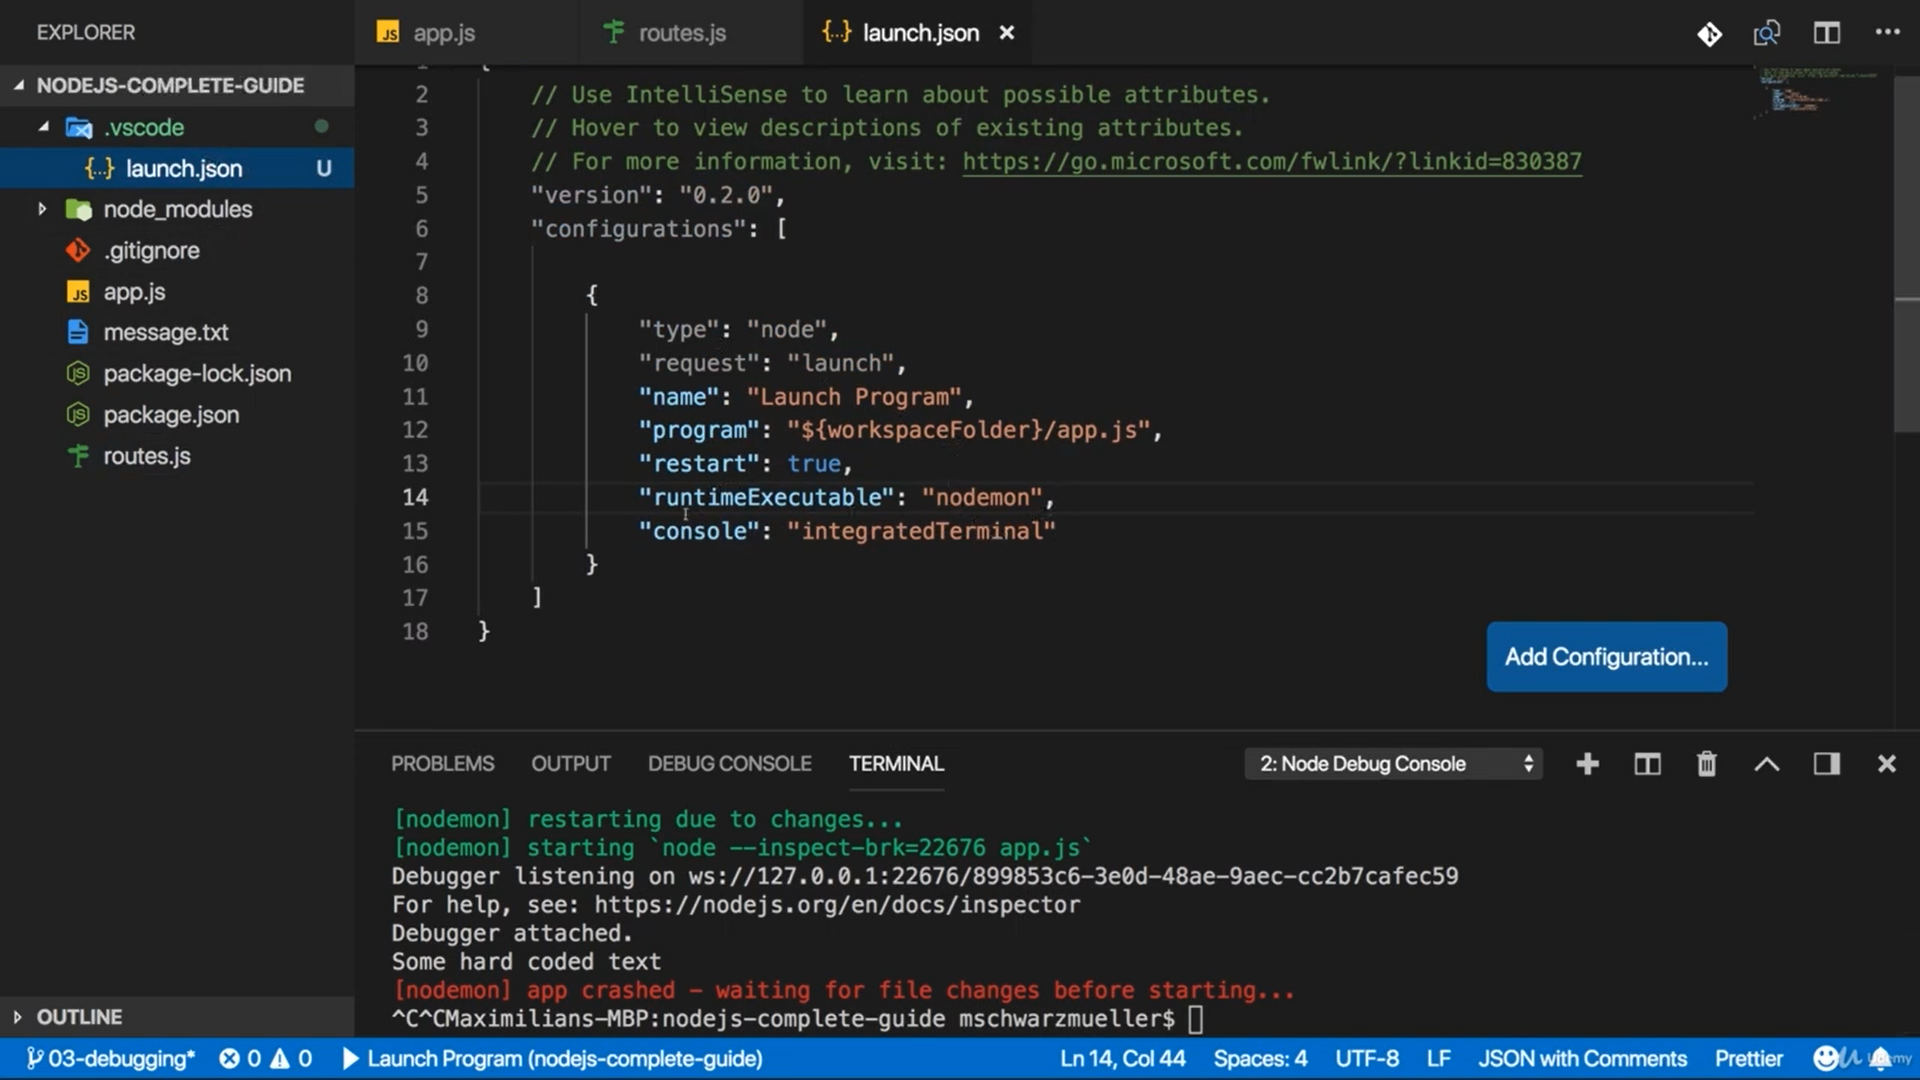 EXPLORER
app.js
routes.js
launch.json
NODEJS-COMPLETE-GUIDE
.vscode
launch.json U
node_modules
.gitignore
app.js
message.txt
package-lock.json
package.json
routes.js
OUTLINE
1 {
2 // Use IntelliSense to learn about possible attributes.
3 // Hover to view descriptions of existing attributes.
4 // For more information, visit: https://go.microsoft.com/fwlink/?linkid=830387
5 "version": "0.2.0",
6 "configurations": [
7
8 {
9 "type": "node",
10 "request": "launch",
11 "name": "Launch Program",
12 "program": "${workspaceFolder}/app.js",
13 "restart": true,
14 "runtimeExecutable": "nodemon",
15 "console": "integratedTerminal"
16 }
17 ]
18 }
Add Configuration...
PROBLEMS OUTPUT DEBUG CONSOLE TERMINAL 2: Node Debug Console
[nodemon] restarting due to changes...
[nodemon] starting `node --inspect-brk=22676 app.js`
Debugger listening on ws://127.0.0.1:22676/899853c6-3e0d-48ae-9aec-cc2b7cafec59
For help, see: https://nodejs.org/en/docs/inspector
Debugger attached.
Some hard coded text
[nodemon] app crashed - waiting for file changes before starting...
^C^CMaximilians-MBP:nodejs-complete-guide mschwarzmueller$
03-debugging* 0 0 Launch Program (nodejs-complete-guide) Ln 14, Col 44 Spaces: 4 UTF-8 LF JSON with Comments Prettier
Udemy